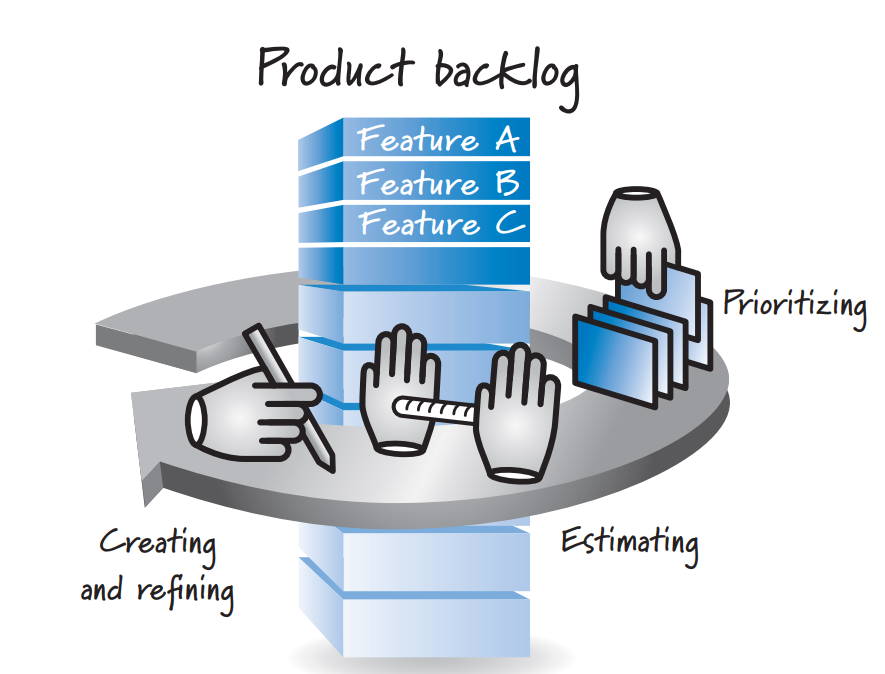 Product backlog
Feature A
Feature B
Feature C
Prioritizing
Creating
and refining
Estimating